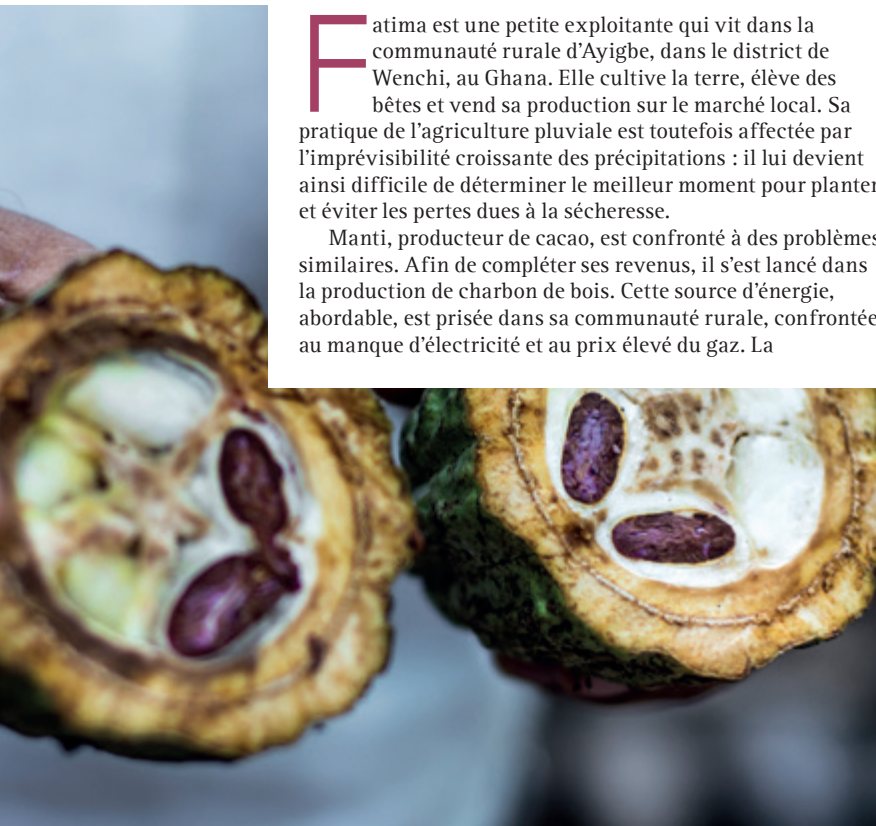 Fatima est une petite exploitante qui vit dans la
communauté rurale d’Ayigbe, dans le district de
Wenchi, au Ghana. Elle cultive la terre, élève des
bêtes et vend sa production sur le marché local. Sa
pratique de l’agriculture pluviale est toutefois affectée par
l’imprévisibilité croissante des précipitations : il lui devient
ainsi difficile de déterminer le meilleur moment pour planter
et éviter les pertes dues à la sécheresse.
Manti, producteur de cacao, est confronté à des problèmes
similaires. Afin de compléter ses revenus, il s’est lancé dans
la production de charbon de bois. Cette source d’énergie,
abordable, est prisée dans sa communauté rurale, confrontée
au manque d’électricité et au prix élevé du gaz. La